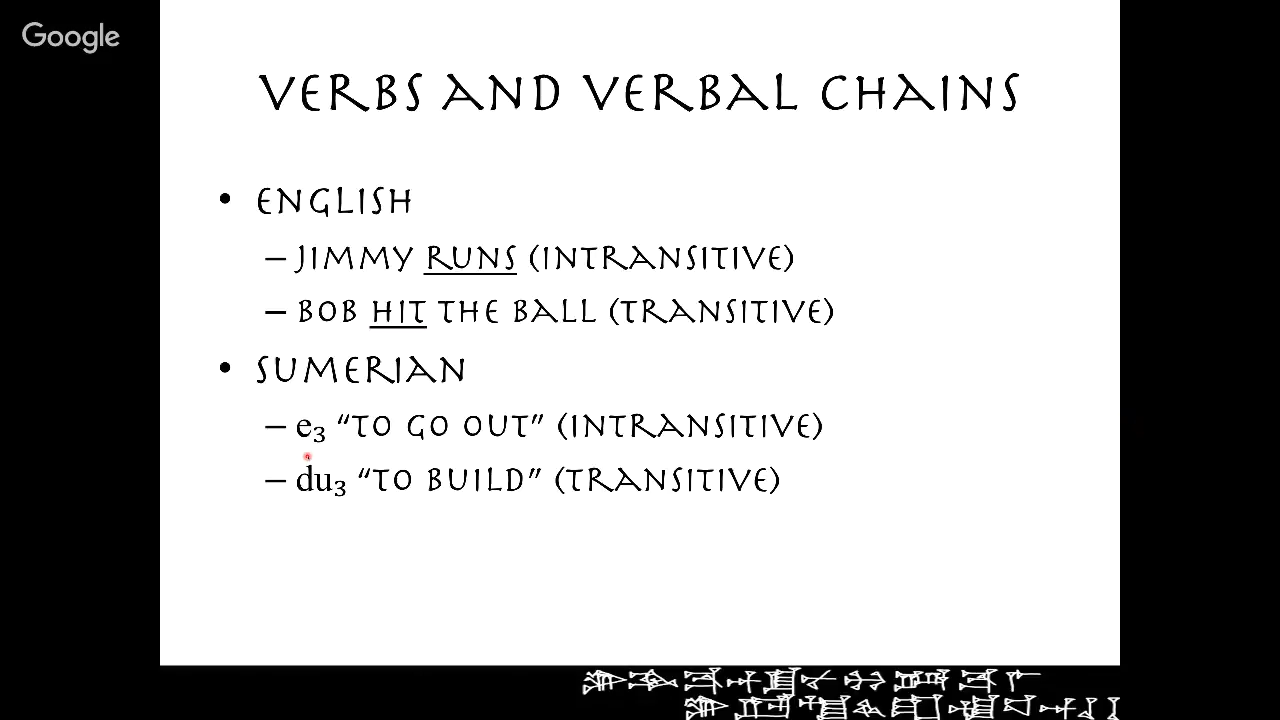 Google
VERBS AND VERBAL CHAINS
• ENGLISH
– JIMMY RUNS (INTRANSITIVE)
– BOB HIT THE BALL (TRANSITIVE)
• SUMERIAN
– e₃ “TO GO OUT” (INTRANSITIVE)
– du₃ “TO BUILD” (TRANSITIVE)